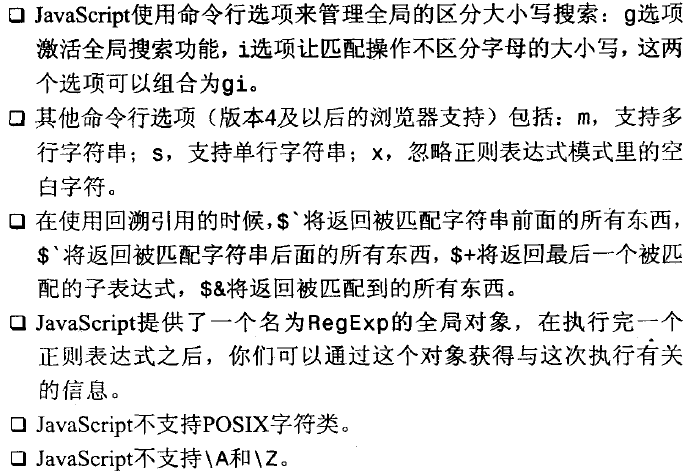 ❑ JavaScript使用命令行选项来管理全局的区分大小写搜索：g选项
激活全局搜索功能，i选项让匹配操作不区分字母的大小写，这两
个选项可以组合为gi。
❑ 其他命令行选项（版本4及以后的浏览器支持）包括：m，支持多
行字符串；s，支持单行字符串；x，忽略正则表达式模式里的空
白字符。
❑ 在使用回溯引用的时候，$`将返回被匹配字符串前面的所有东西，
$`将返回被匹配字符串后面的所有东西，$+将返回最后一个被匹
配的子表达式，$&将返回被匹配到的所有东西。
❑ JavaScript提供了一个名为RegExp的全局对象，在执行完一个
正则表达式之后，你们可以通过这个对象获得与这次执行有关
的信息。
❑ JavaScript不支持POSIX字符类。
❑ JavaScript不支持\A和\Z。